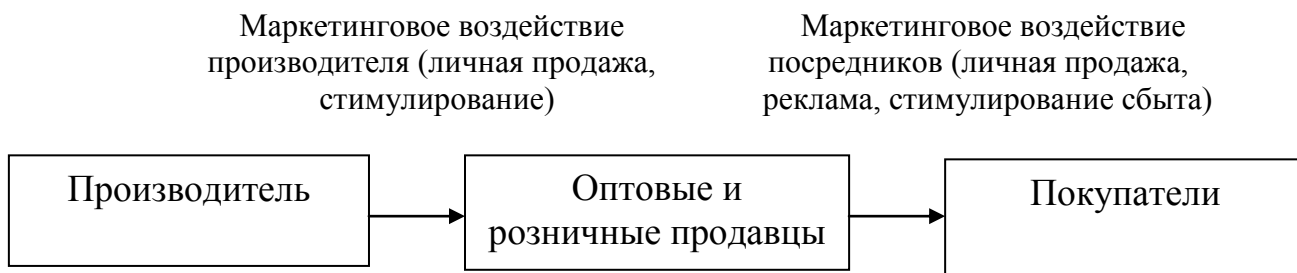 Маркетинговое воздействие
производителя (личная продажа,
стимулирование)
Маркетинговое воздействие
посредников (личная продажа,
реклама, стимулирование сбыта)
Производитель
Оптовые и
розничные продавцы
Покупатели